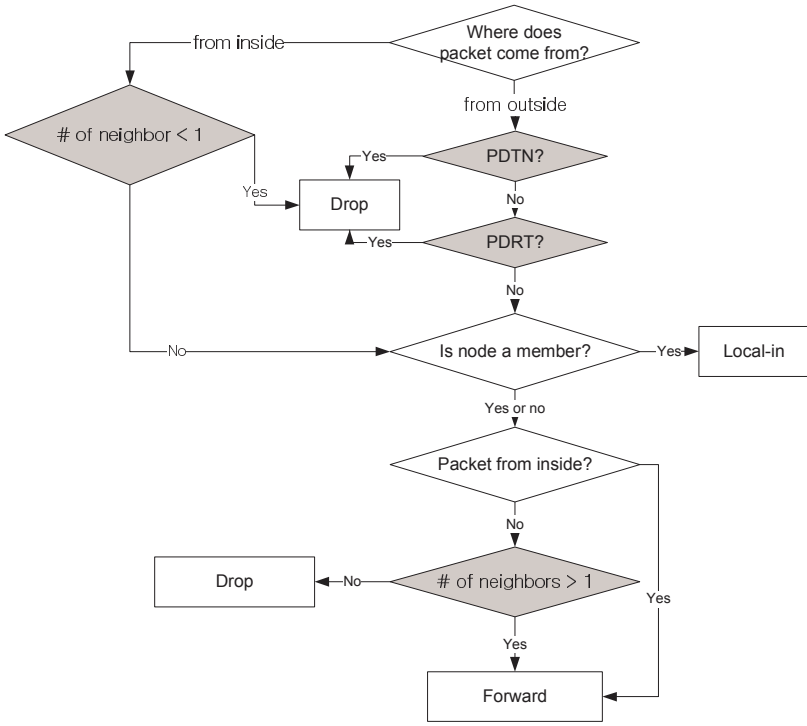 Where does
packet come from?
from inside
from outside
# of neighbor < 1
Yes
PDTN?
Yes
Drop
No
Yes
PDRT?
No
No
Is node a member?
Yes
Local-in
Yes or no
Packet from inside?
No
Drop
No
# of neighbors > 1
Yes
Yes
Forward